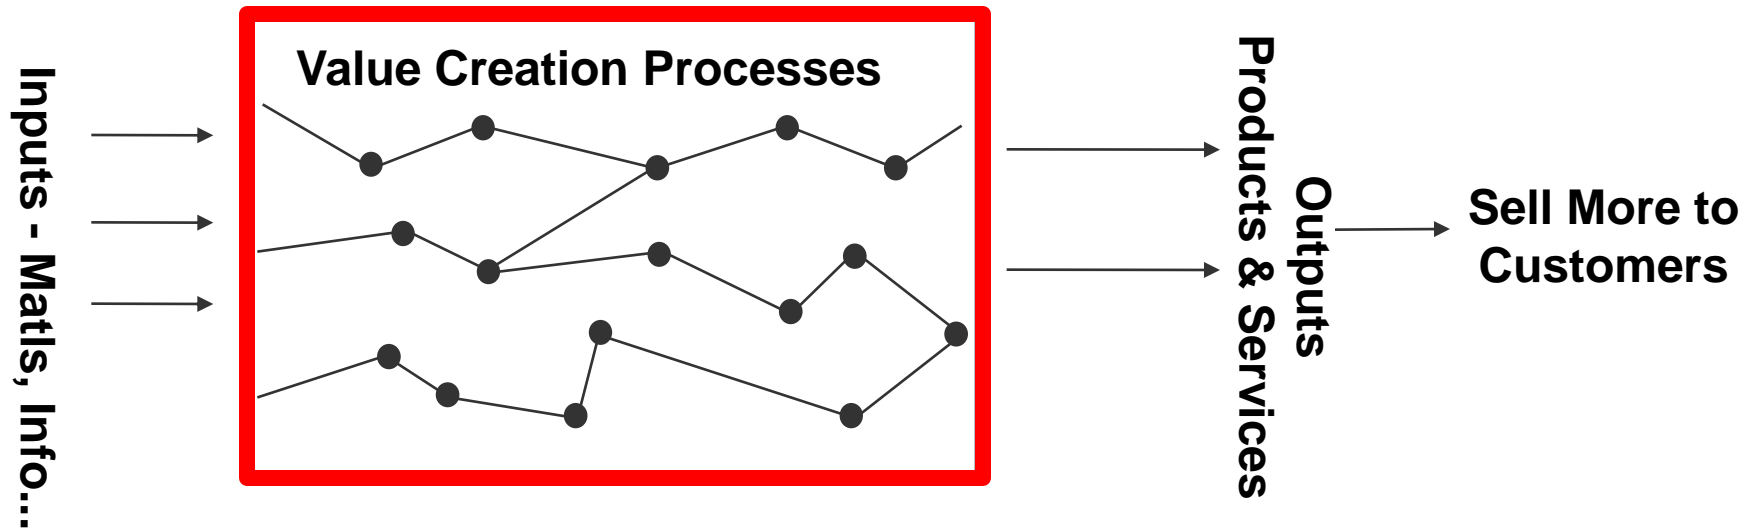 Inputs - Matls, Info...
Value Creation Processes
Products & Services
Outputs
Sell More to
Customers